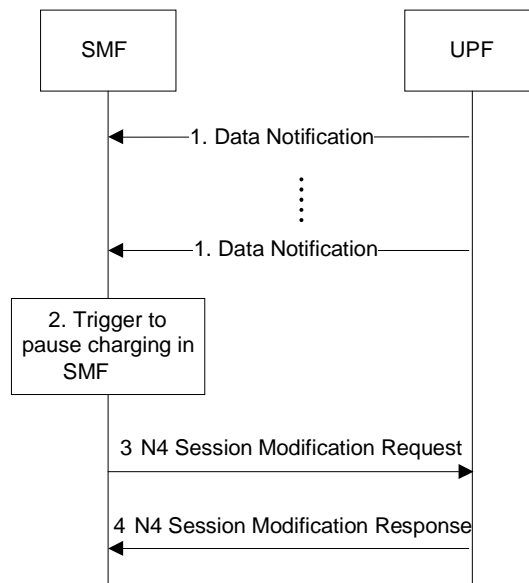 SMF
UPF
1. Data Notification
1. Data Notification
2. Trigger to
pause charging in
SMF
3 N4 Session Modification Request
4 N4 Session Modification Response